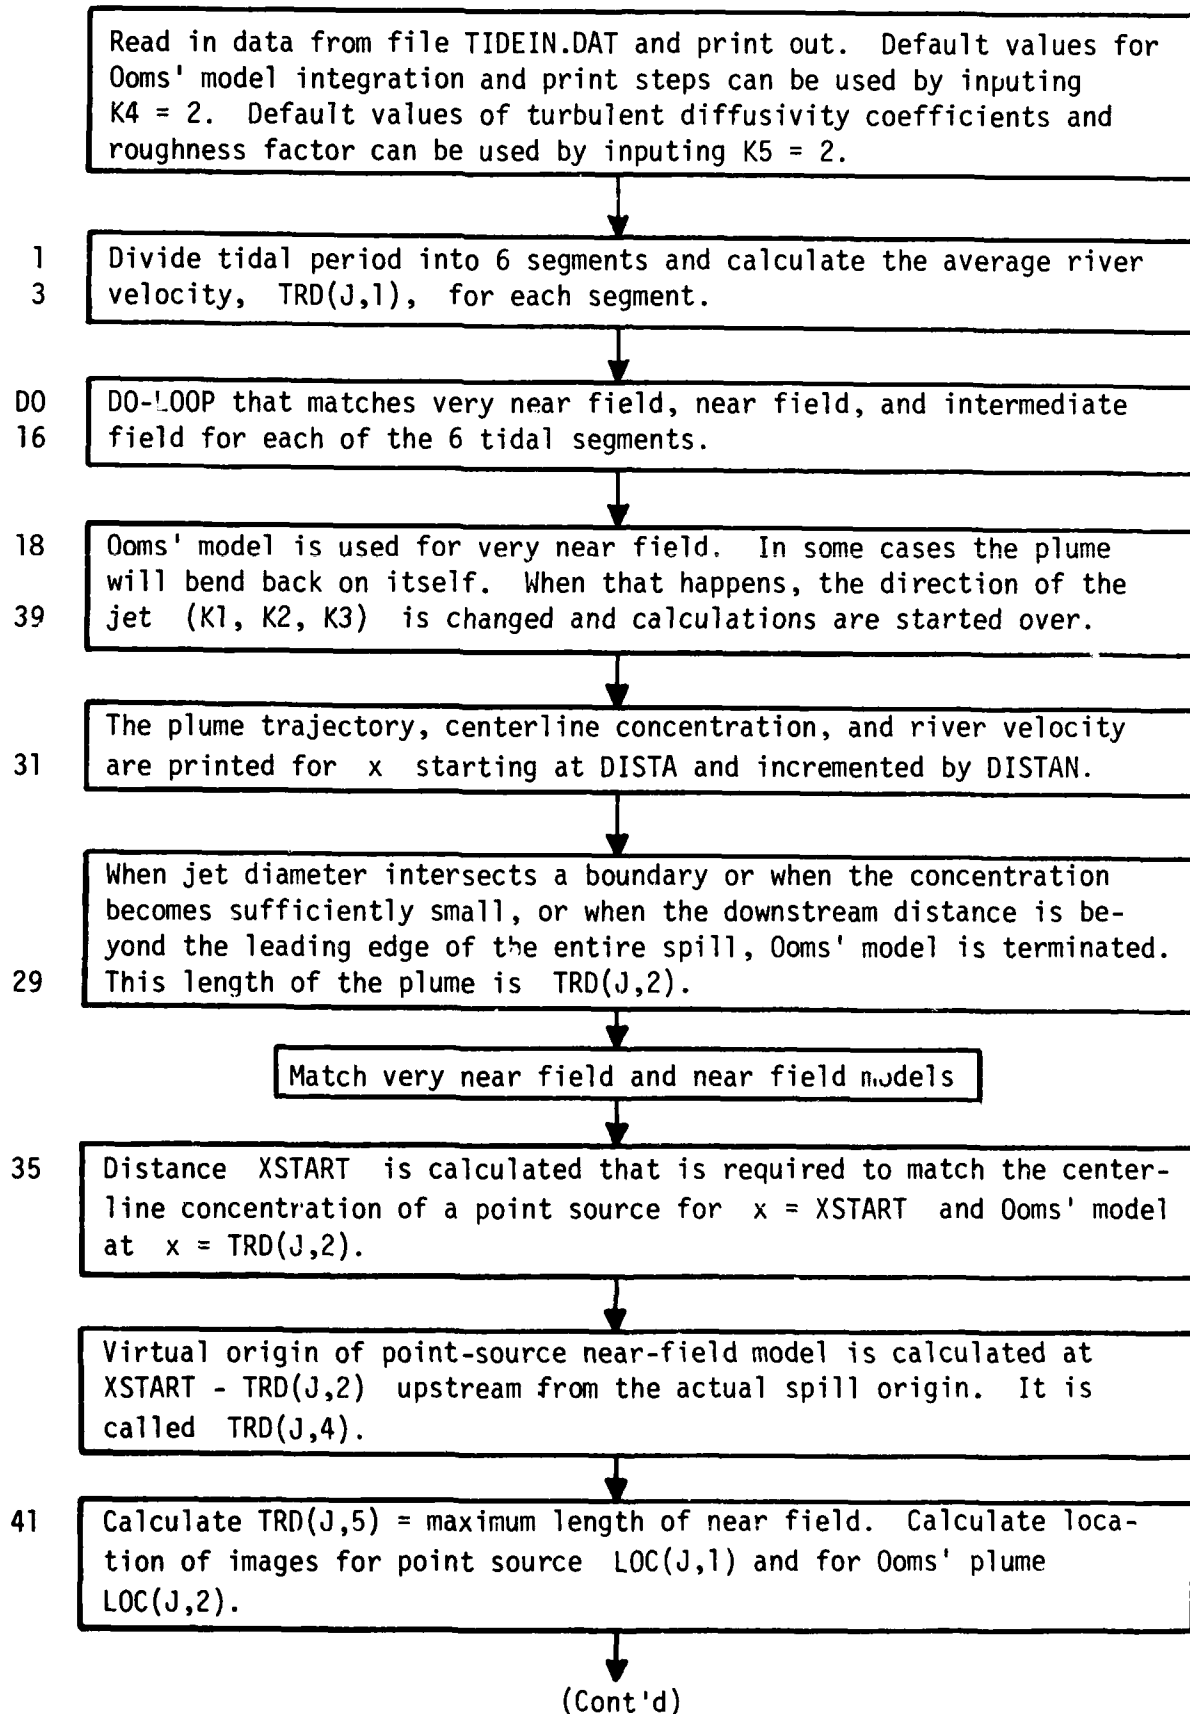 Read in data from file TIDEIN.DAT and print out. Default values for
Ooms' model integration and print steps can be used by inputing
K4 = 2. Default values of turbulent diffusivity coefficients and
roughness factor can be used by inputing K5 = 2.
1 Divide tidal period into 6 segments and calculate the average river
3 velocity, TRD(J,1), for each segment.
DO DO-LOOP that matches very near field, near field, and intermediate
16 field for each of the 6 tidal segments.
18 Ooms' model is used for very near field. In some cases the plume
will bend back on itself. When that happens, the direction of the
39 jet (K1, K2, K3) is changed and calculations are started over.
The plume trajectory, centerline concentration, and river velocity
31 are printed for x starting at DISTA and incremented by DISTAN.
When jet diameter intersects a boundary or when the concentration
becomes sufficiently small, or when the downstream distance is be-
yond the leading edge of the entire spill, Ooms' model is terminated.
29 This length of the plume is TRD(J,2).
Match very near field and near field models
35 Distance XSTART is calculated that is required to match the center-
line concentration of a point source for x = XSTART and Ooms' model
at x = TRD(J,2).
Virtual origin of point-source near-field model is calculated at
XSTART - TRD(J,2) upstream from the actual spill origin. It is
called TRD(J,4).
41 Calculate TRD(J,5) = maximum length of near field. Calculate loca-
tion of images for point source LOC(J,1) and for Ooms' plume
LOC(J,2).
(Cont'd)